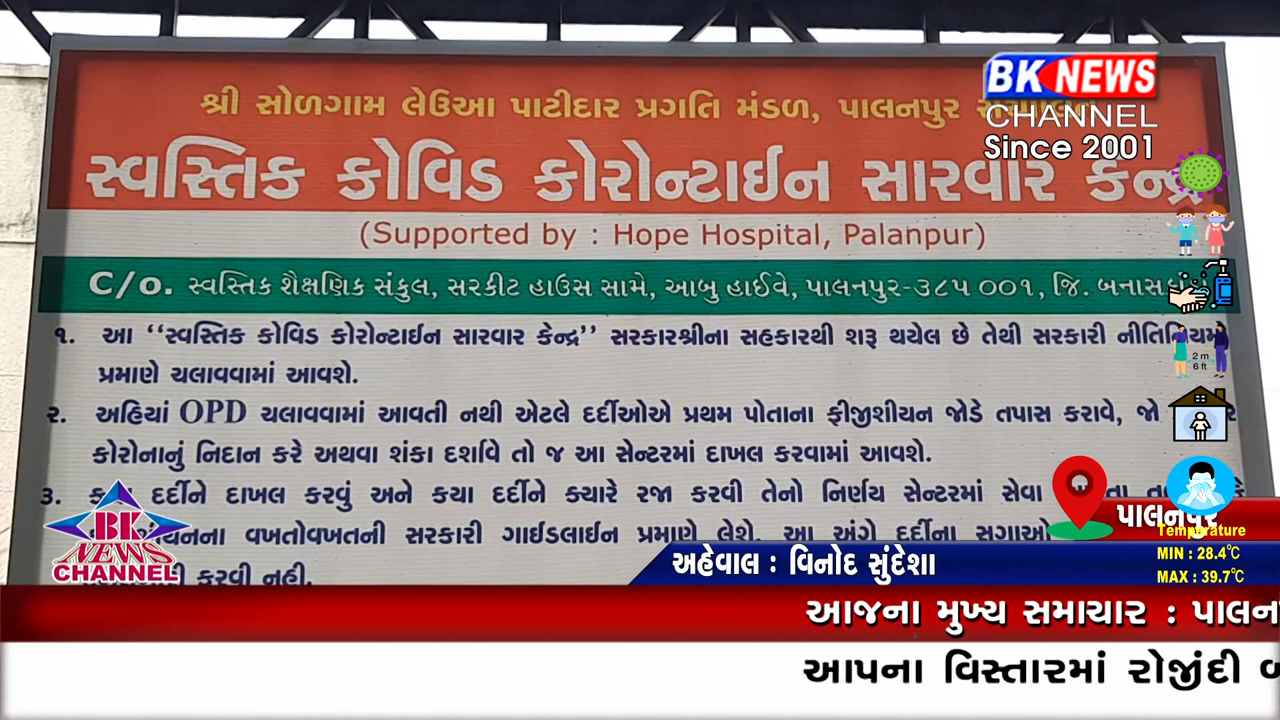 શ્રી સોળગામ લેઉઆ પાટીદાર પ્રગતિ મંડળ, પાલનપુર
સ્વસ્તિક કોવિડ કોરોન્ટાઈન સારવાર કેન્દ્ર
(Supported by : Hope Hospital, Palanpur)
C/o. સ્વસ્તિક શૈક્ષણિક સંકુલ, સરકીટ હાઉસ સામે, આબુ હાઈવે, પાલનપુર-૩૮૫ ૦૦૧, જિ.
૧. આ “સ્વસ્તિક કોવિડ કોરોન્ટાઈન સારવાર કેન્દ્ર” સરકારશ્રીના સહકારથી શરૂ થયેલ છે તેથી સરકારી
પ્રમાણે ચલાવવામાં આવશે.
૨. અહિયાં OPD ચલાવવામાં આવતી નથી એટલે દર્દીઓએ પ્રથમ પોતાના ફીજીશીયન જોડે તપાસ કરાવે, જો
કોરોનાનું નિદાન કરે અથવા શંકા દર્શાવે તો જ આ સેન્ટરમાં દાખલ કરવામાં આવશે.
૩. દર્દીને દાખલ કરવું અને કયા દર્દીને ક્યારે રજા કરવી તેનો નિર્ણય સેન્ટરમાં સેવા
વખતોવખતની સરકારી ગાઈડલાઈન પ્રમાણે લેશે. આ અંગે દર્દીના સગાઓ
કરવી નહી.
BK NEWS
CHANNEL
Since 2001
2 m
6 ft
BK
NEWS
CHANNEL
પાલનપુર
Temperature
MIN : 28.4℃
MAX : 39.7℃
અહેવાલ : વિનોદ સુંદેશા
આજના મુખ્ય સમાચાર :
આપના વિસ્તારમાં રોજીંદી